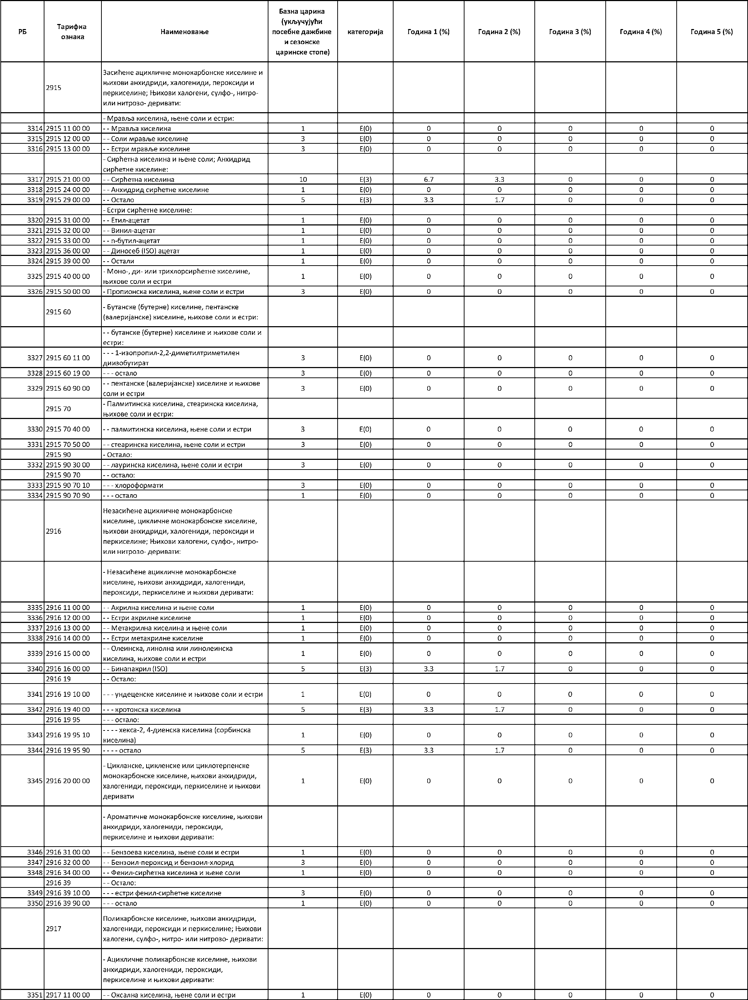 РБ Тарифна ознака Наименовање Базна царина (укључујући посебне дажбине и сезонске царинске стопе) категорија Година 1 (%) Година 2 (%) Година 3 (%) Година 4 (%) Година 5 (%)
2915 Засићене ацикличне монокарбонске киселине и
њихови анхидриди, халогениди, пероксиди и
перкиселине; Њихови халогени, сулфо-, нитро-
или нитрозо- деривати:
- Мравља киселина, њене соли и естри:
3314 2915 11 00 00 - - Мравља киселина 1 E(0) 0 0 0 0 0
3315 2915 12 00 00 - - Соли мравље киселине 3 E(0) 0 0 0 0 0
3316 2915 13 00 00 - - Естри мравље киселине 3 E(0) 0 0 0 0 0
- Сирћетна киселина и њене соли; Анхидрид
сирћетне киселине:
3317 2915 21 00 00 - - Сирћетна киселина 10 E(3) 6.7 3.3 0 0 0
3318 2915 24 00 00 - - Анхидрид сирћетне киселине 1 E(0) 0 0 0 0 0
3319 2915 29 00 00 - - Остало 5 E(3) 3.3 1.7 0 0 0
- Естри сирћетне киселине:
3320 2915 31 00 00 - - Етил-ацетат 1 E(0) 0 0 0 0 0
3321 2915 32 00 00 - - Винил-ацетат 1 E(0) 0 0 0 0 0
3322 2915 33 00 00 - - n-бутил-ацетат 1 E(0) 0 0 0 0 0
3323 2915 36 00 00 - - Диносеб (ISO) ацетат 1 E(0) 0 0 0 0 0
3324 2915 39 00 00 - - Остали 1 E(0) 0 0 0 0 0
3325 2915 40 00 00 - Моно-, ди- или трихлорсирћетне киселине,
њихове соли и естри 1 E(0) 0 0 0 0 0
3326 2915 50 00 00 - Пропионска киселина, њене соли и естри 3 E(0) 0 0 0 0 0
2915 60 - Бутанске (бутерне) киселине, пентанске
(валеријанске) киселине, њихове соли и естри:
- - бутанске (бутерне) киселине и њихове соли и
естри:
3327 2915 60 11 00 - - - 1-изопропил-2,2-диметилтриметилен
диизобутират 3 E(0) 0 0 0 0 0
3328 2915 60 19 00 - - - остало 3 E(0) 0 0 0 0 0
3329 2915 60 90 00 - - пентанске (валеријанске) киселине и њихове
соли и естри 3 E(0) 0 0 0 0 0
2915 70 - Палмитинска киселина, стеаринска киселина,
њихове соли и естри:
3330 2915 70 40 00 - - палмитинска киселина, њене соли и естри 3 E(0) 0 0 0 0 0
3331 2915 70 50 00 - - стеаринска киселина, њене соли и естри 3 E(0) 0 0 0 0 0
2915 90 - Остало:
3332 2915 90 30 00 - - лауринска киселина, њене соли и естри 3 E(0) 0 0 0 0 0
2915 90 70 - - остало:
3333 2915 90 70 10 - - - хлороформати 3 E(0) 0 0 0 0 0
3334 2915 90 70 90 - - - остало 1 E(0) 0 0 0 0 0
2916 Незасићене ацикличне монокарбонске
киселине, цикличне монокарбонске киселине,
њихови анхидриди, халогениди, пероксиди и
перкиселине; Њихови халогени, сулфо-, нитро-
или нитрозо- деривати:
- Незасићене ацикличне монокарбонске
киселине, њихови анхидриди, халогениди,
пероксиди, перкиселине и њихови деривати:
3335 2916 11 00 00 - - Акрилна киселина и њене соли 1 E(0) 0 0 0 0 0
3336 2916 12 00 00 - - Естри акрилне киселине 1 E(0) 0 0 0 0 0
3337 2916 13 00 00 - - Метакрилна киселина и њене соли 1 E(0) 0 0 0 0 0
3338 2916 14 00 00 - - Естри метакрилне киселине 1 E(0) 0 0 0 0 0
3339 2916 15 00 00 - - Олеинска, линолна или линолеинска
киселина, њихове соли и естри 1 E(0) 0 0 0 0 0
3340 2916 16 00 00 - - Бинапакрил (ISO) 5 E(3) 3.3 1.7 0 0 0
2916 19 - - Остало:
3341 2916 19 10 00 - - - ундеценске киселине и њихове соли и естри 1 E(0) 0 0 0 0 0
3342 2916 19 40 00 - - - кротонска киселина 5 E(3) 3.3 1.7 0 0 0
2916 19 95 - - - остало:
3343 2916 19 95 10 - - - - хекса-2, 4-диенска киселина (сорбинска
киселина) 1 E(0) 0 0 0 0 0
3344 2916 19 95 90 - - - - остало 5 E(3) 3.3 1.7 0 0 0
3345 2916 20 00 00 - Цикланске, цикленске или циклотерпенске
монокарбонске киселине, њихови анхидриди,
халогениди, пероксиди, перкиселине и њихови
деривати 1 E(0) 0 0 0 0 0
- Ароматичне монокарбонске киселине, њихови
анхидриди, халогениди, пероксиди,
перкиселине и њихови деривати:
3346 2916 31 00 00 - - Бензоева киселина, њене соли и естри 1 E(0) 0 0 0 0 0
3347 2916 32 00 00 - - Бензоил-пероксид и бензоил-хлорид 3 E(0) 0 0 0 0 0
3348 2916 34 00 00 - - Фенил-сирћетна киселина и њене соли 1 E(0) 0 0 0 0 0
2916 39 - - Остало:
3349 2916 39 10 00 - - - естри фенил-сирћетне киселине 3 E(0) 0 0 0 0 0
3350 2916 39 90 00 - - - остало 1 E(0) 0 0 0 0 0
2917 Поликарбонске киселине, њихови анхидриди,
халогениди, пероксиди и перкиселине; Њихови
халогени, сулфо-, нитро- или нитрозо- деривати:
- Ацикличне поликарбонске киселине, њихови
анхидриди, халогениди, пероксиди,
перкиселине и њихови деривати:
3351 2917 11 00 00 - - Оксална киселина, њене соли и естри 1 E(0) 0 0 0 0 0